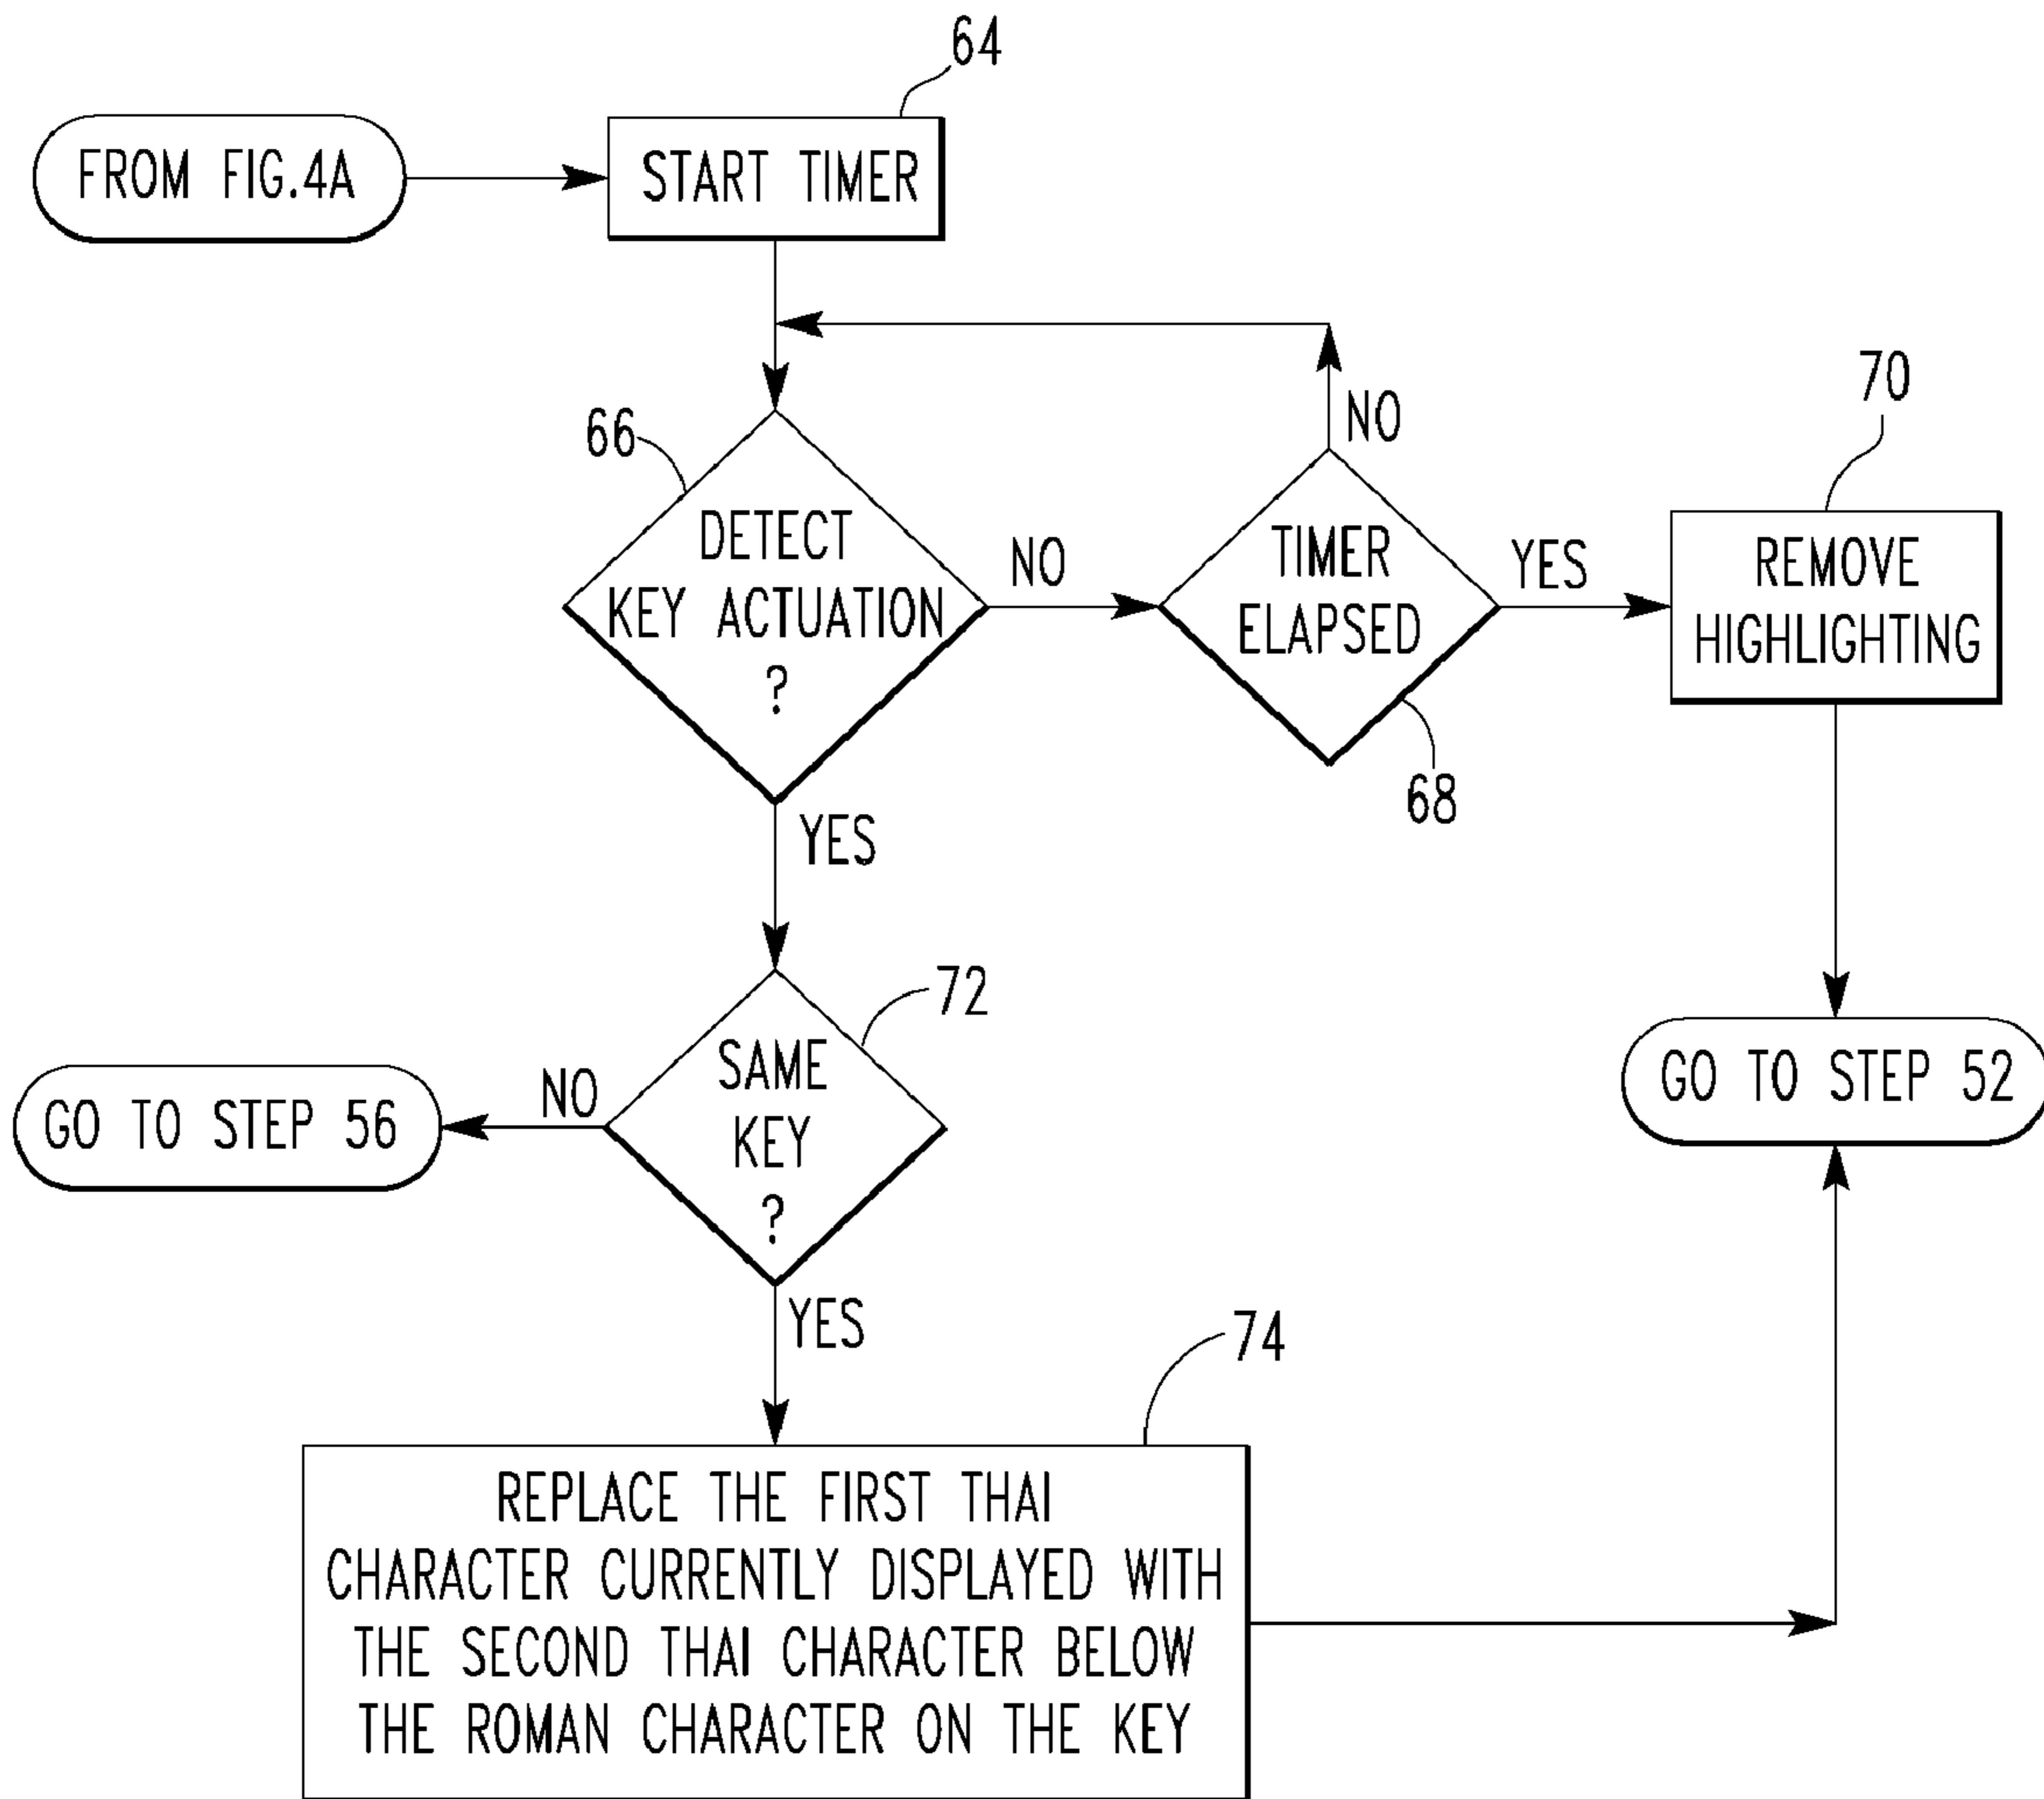 64
FROM FIG.4A
START TIMER
66
DETECT
KEY ACTUATION
?
NO
YES
TIMER
ELAPSED
NO
YES
68
70
REMOVE
HIGHLIGHTING
72
SAME
KEY
?
NO
GO TO STEP 56
GO TO STEP 52
YES
74
REPLACE THE FIRST THAI
CHARACTER CURRENTLY DISPLAYED WITH
THE SECOND THAI CHARACTER BELOW
THE ROMAN CHARACTER ON THE KEY